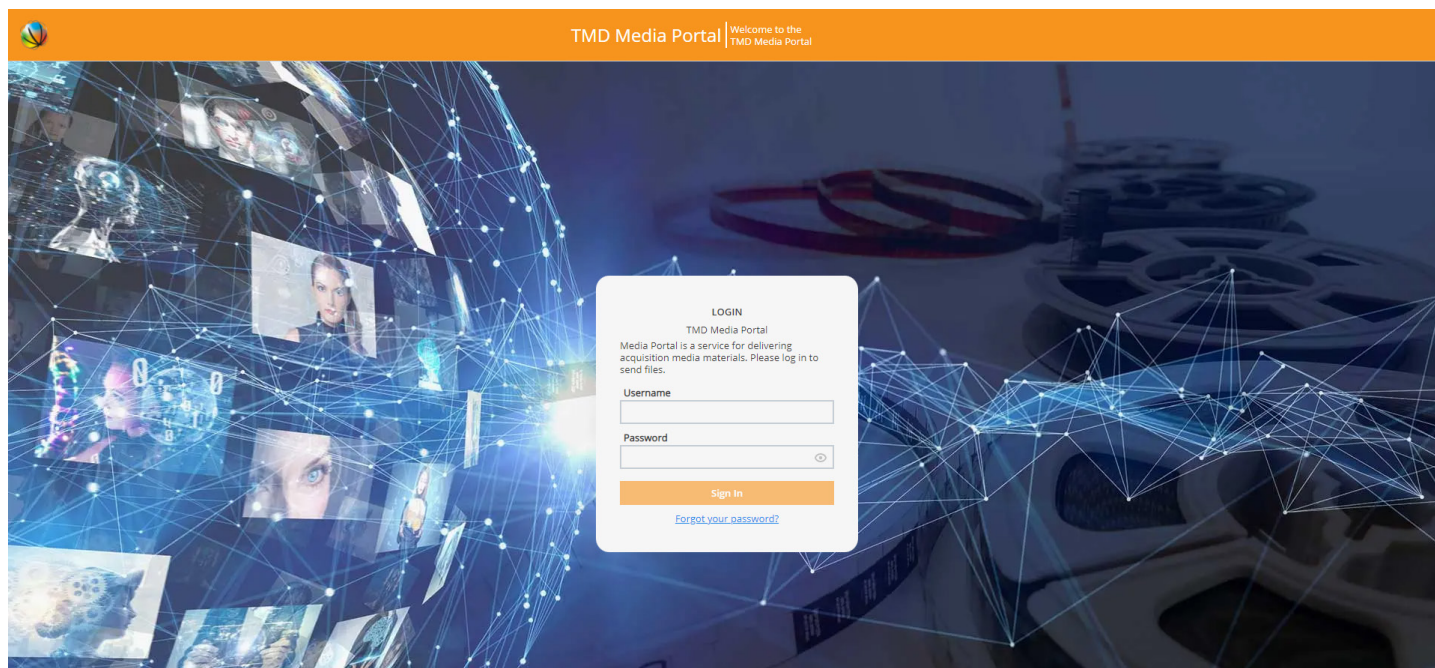 TMD Media Portal
Welcome to the
TMD Media Portal
LOGIN
TMD Media Portal
Media Portal is a service for delivering
acquisition media materials. Please log in to
send files.
Username
Password
Sign In
Forgot your password?